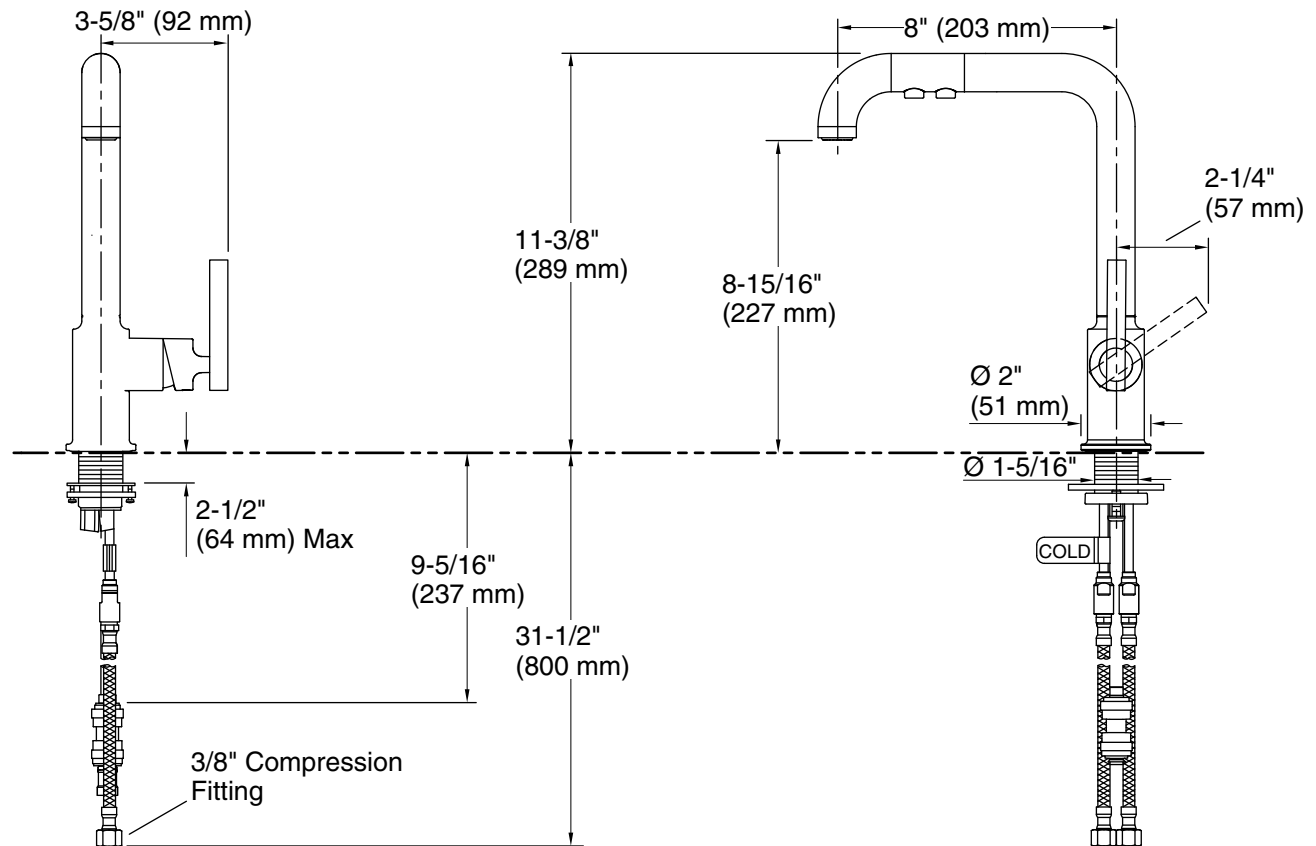 3-5/8" (92 mm)
8" (203 mm)
2-1/4"
(57 mm)
11-3/8"
(289 mm)
8-15/16"
(227 mm)
Ø 2"
(51 mm)
Ø 1-5/16"
2-1/2"
(64 mm) Max
COLD
9-5/16"
(237 mm)
31-1/2"
(800 mm)
3/8" Compression
Fitting